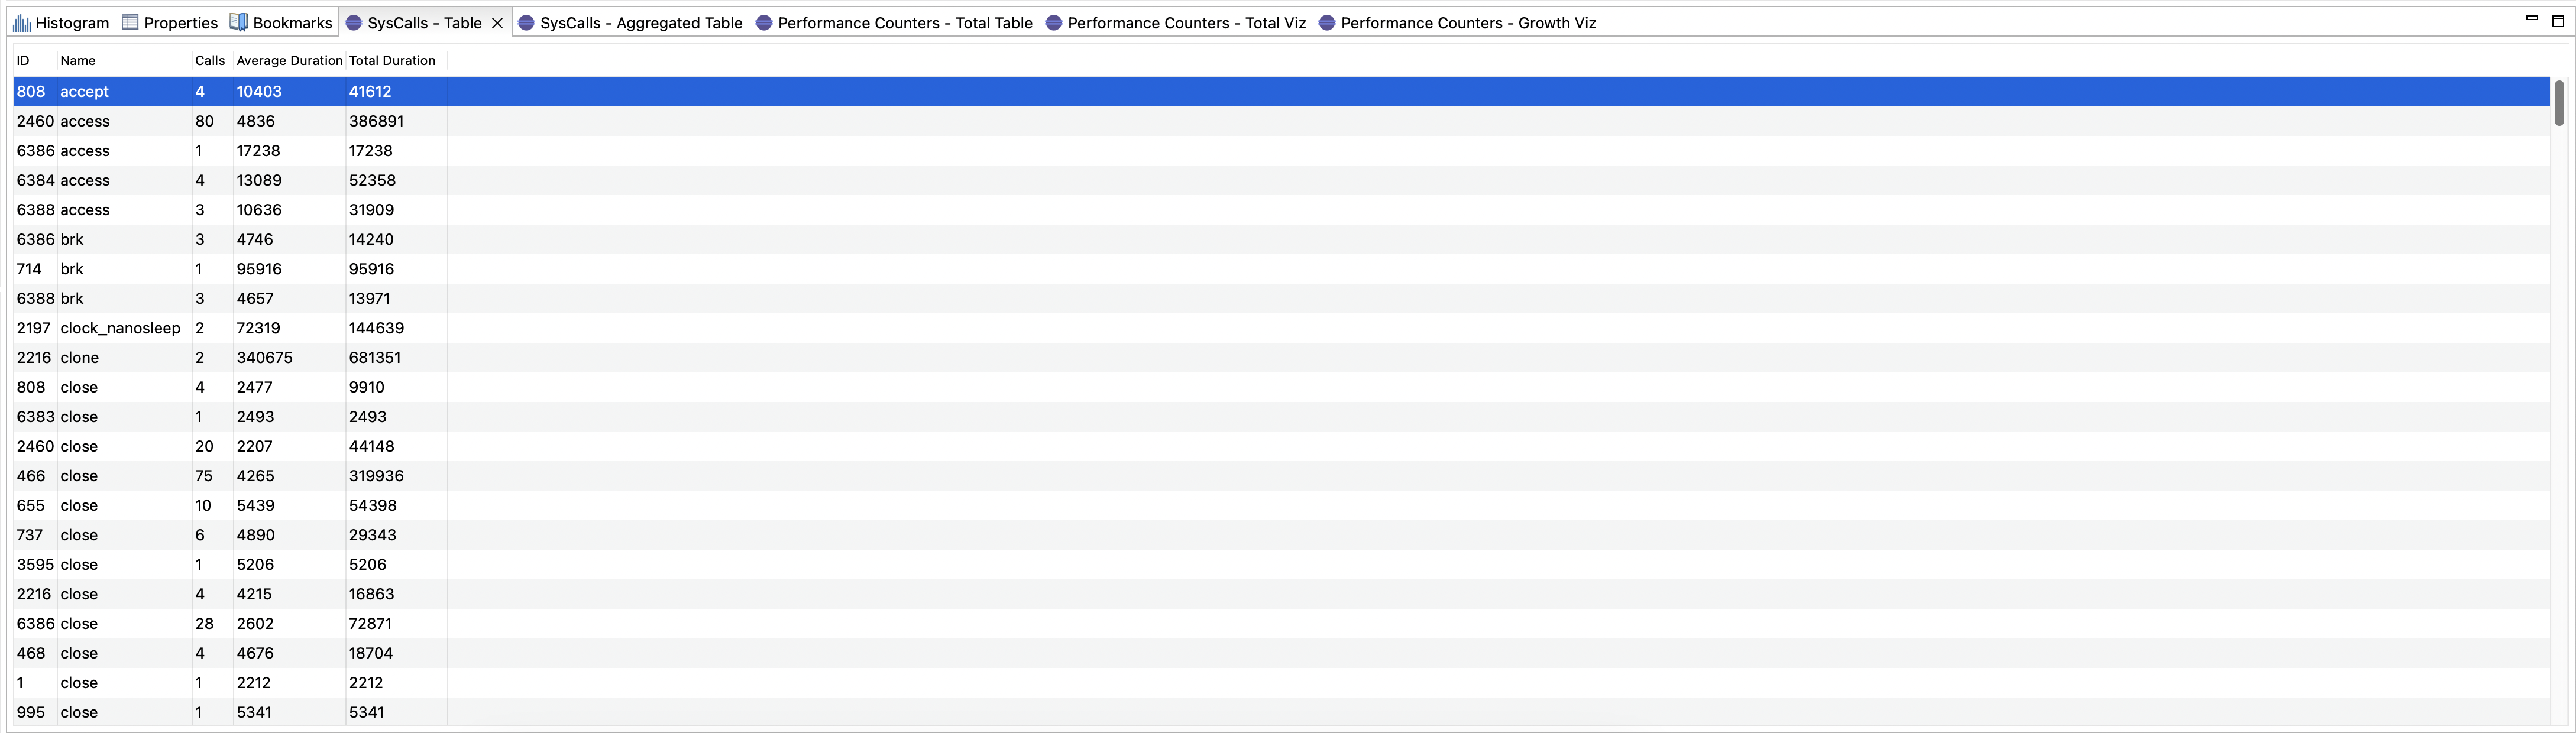 Histogram Properties Bookmarks SysCalls - Table SysCalls - Aggregated Table Performance Counters - Total Table Performance Counters - Total Viz Performance Counters - Growth Viz
ID Name Calls Average Duration Total Duration
808 accept 4 10403 41612
2460 access 80 4836 386891
6386 access 1 17238 17238
6384 access 4 13089 52358
6388 access 3 10636 31909
6386 brk 3 4746 14240
714 brk 1 95916 95916
6388 brk 3 4657 13971
2197 clock_nanosleep 2 72319 144639
2216 clone 2 340675 681351
808 close 4 2477 9910
6383 close 1 2493 2493
2460 close 20 2207 44148
466 close 75 4265 319936
655 close 10 5439 54398
737 close 6 4890 29343
3595 close 1 5206 5206
2216 close 4 4215 16863
6386 close 28 2602 72871
468 close 4 4676 18704
1 close 1 2212 2212
995 close 1 5341 5341